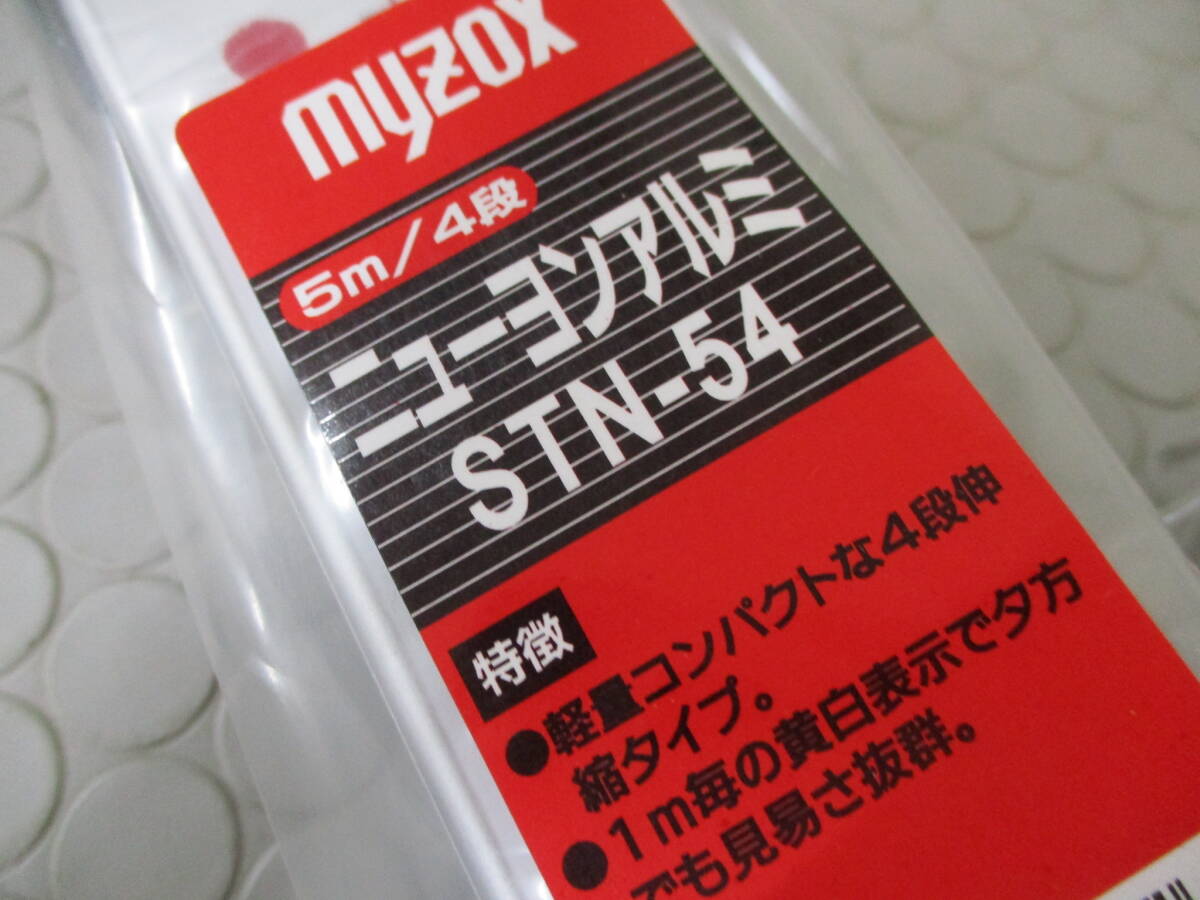 myzox
5m/4段
ニューヨンアルミ
STN-54
特徴
●軽量コンパクトな4段伸
縮タイプ。
●1m毎の黄白表示で夕方
でも見易さ抜群。